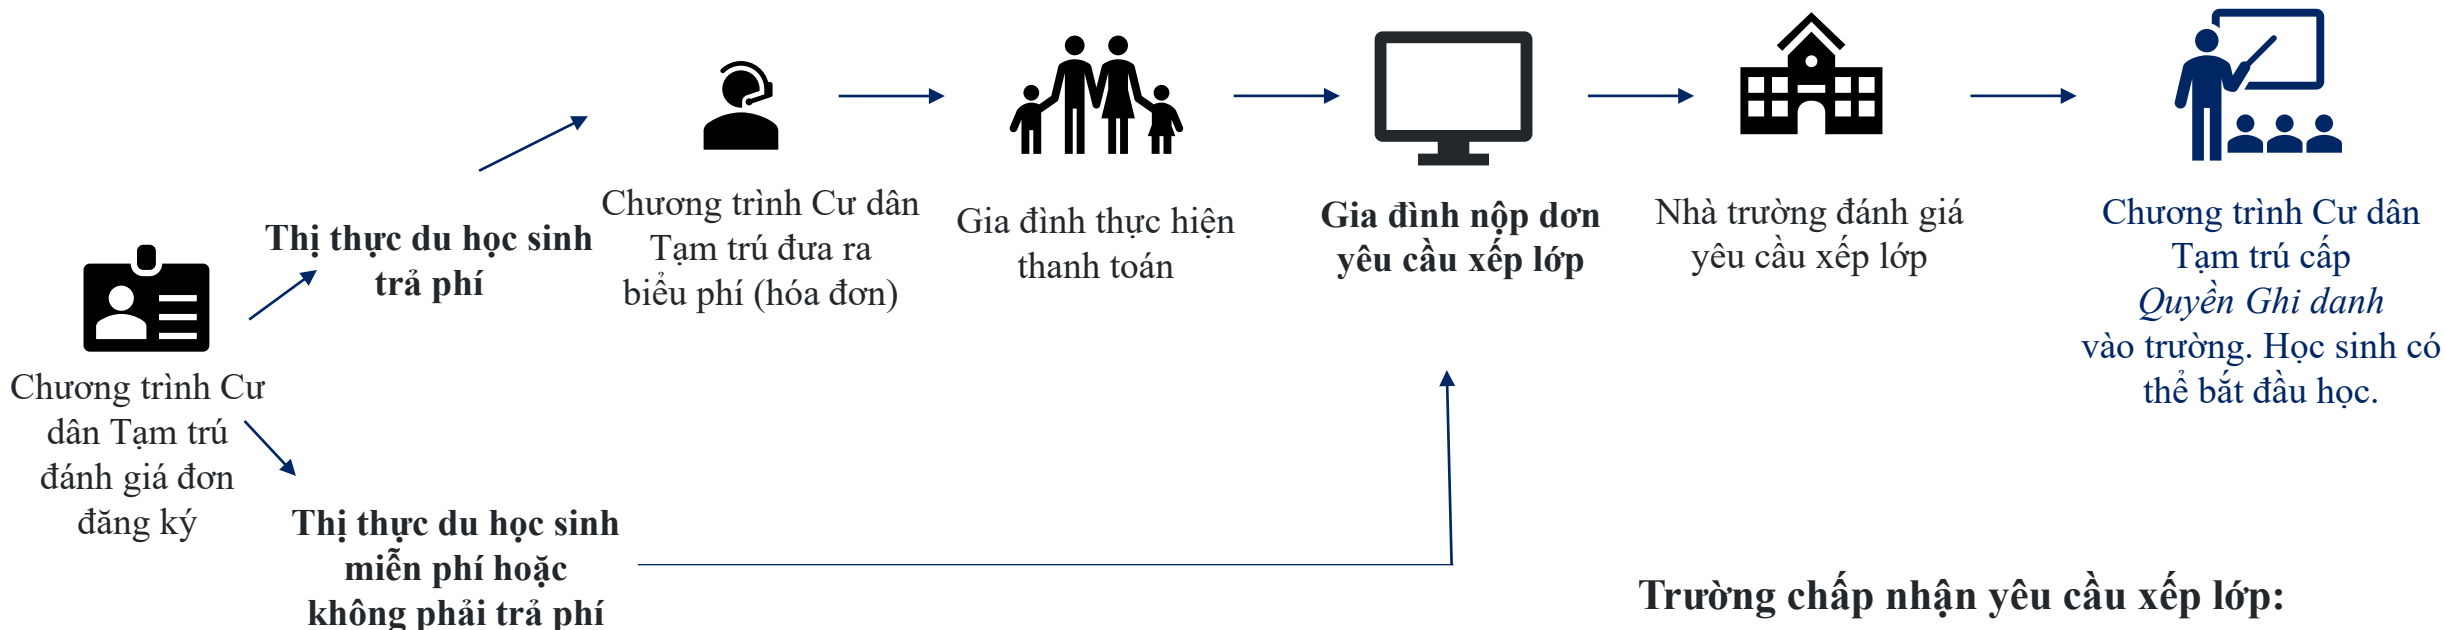 Chương trình Cư
dân Tạm trú
đánh giá đơn
đăng ký
Thị thực du học sinh
trả phí
Thị thực du học sinh
miễn phí hoặc
không phải trả phí
Chương trình Cư dân
Tạm trú đưa ra
biểu phí (hóa đơn)
Gia đình thực hiện
thanh toán
Gia đình nộp dơn
yêu cầu xếp lớp
Nhà trường đánh giá
yêu cầu xếp lớp
Chương trình Cư dân
Tạm trú cấp
Quyền Ghi danh
vào trường. Học sinh có
thể bắt đầu học.
Trường chấp nhận yêu cầu xếp lớp: